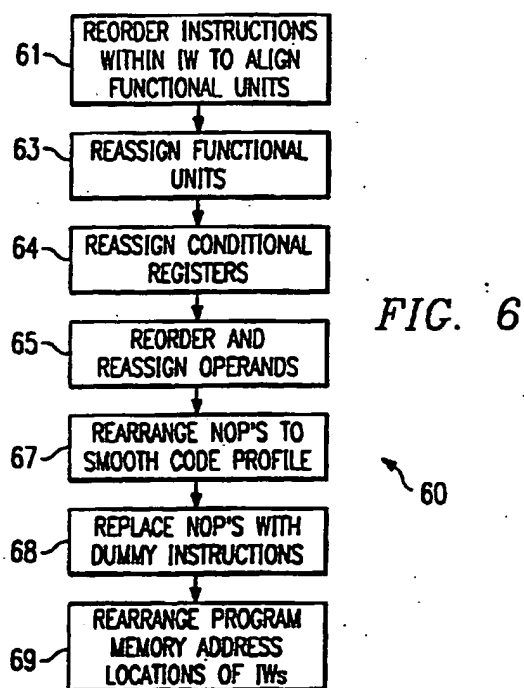 61
REORDER INSTRUCTIONS
WITHIN IW TO ALIGN
FUNCTIONAL UNITS
63
REASSIGN FUNCTIONAL
UNITS
64
REASSIGN CONDITIONAL
REGISTERS
FIG. 6
65
REORDER AND
REASSIGN OPERANDS
67
REARRANGE NOP'S TO
SMOOTH CODE PROFILE
60
68
REPLACE NOP'S WITH
DUMMY INSTRUCTIONS
69
REARRANGE PROGRAM
MEMORY ADDRESS
LOCATIONS OF IWs